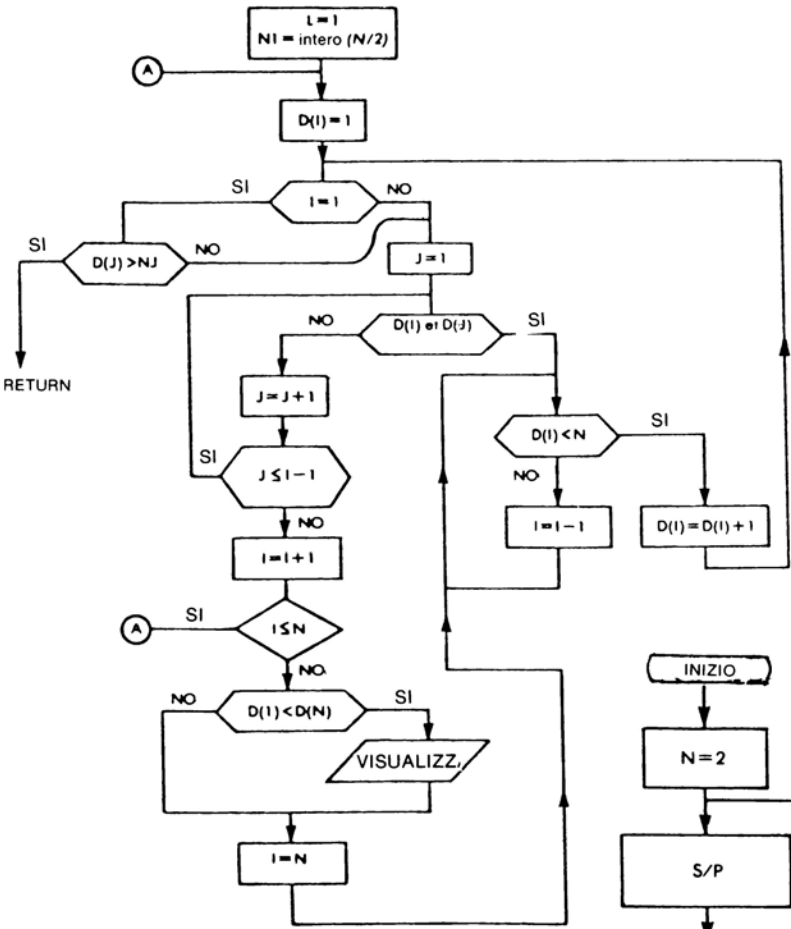 L=1
N1=intero (N/2)
A
D(I)=1
SI
I=1
NO
SI
D(J)>NJ
NO
J=1
NO
D(I) et D(J)
SI
RETURN
J=J+1
D(I)<N
SI
SI
J≤I-1
NO
NO
I=I-1
D(I)=D(I)+1
I=I+1
A
SI
I≤N
NO
INIZIO
NO
D(1)<D(N)
SI
VISUALIZZ
N=2
I=N
S/P